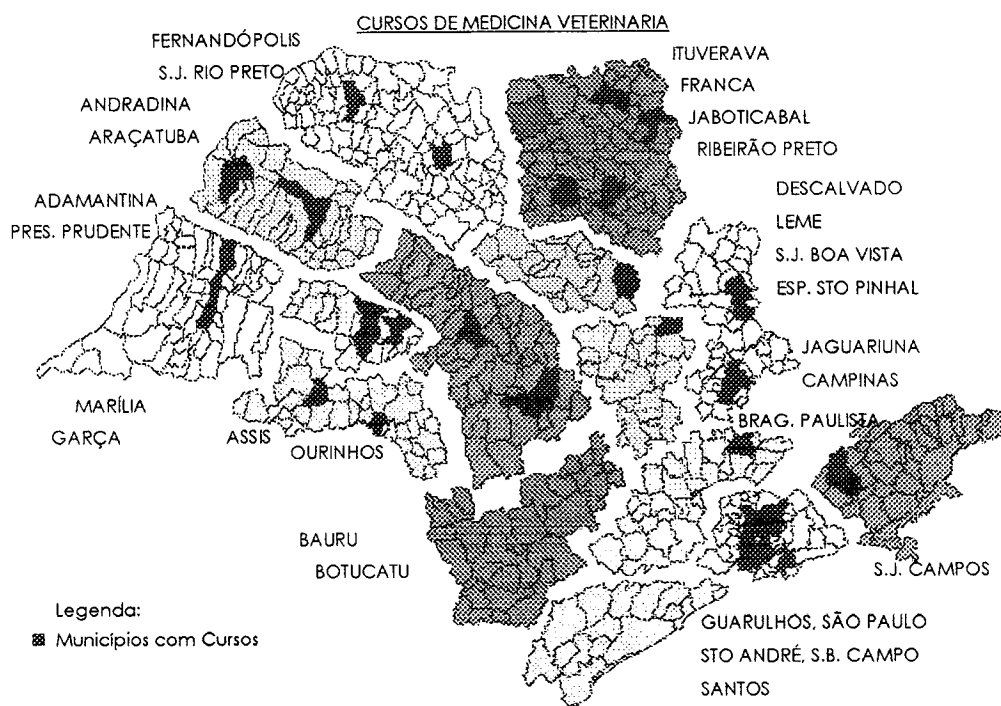 CURSOS DE MEDICINA VETERINARIA
FERNANDÓPOLIS
S.J. RIO PRETO
ANDRADINA
ARAÇATUBA
ADAMANTINA
PRES. PRUDENTE
ITUVERAVA
FRANCA
JABOTICABAL
RIBEIRÃO PRETO
DESCALVADO
LEME
S.J. BOA VISTA
ESP. STO PINHAL
JAGUARIUNA
CAMPINAS
BRAG. PAULISTA
MARÍLIA
GARÇA
ASSIS
OURINHOS
BAURU
BOTUCATU
S.J. CAMPOS
GUARULHOS, SÃO PAULO
STO ANDRÉ, S.B. CAMPO
SANTOS
Legenda:
Municípios com Cursos